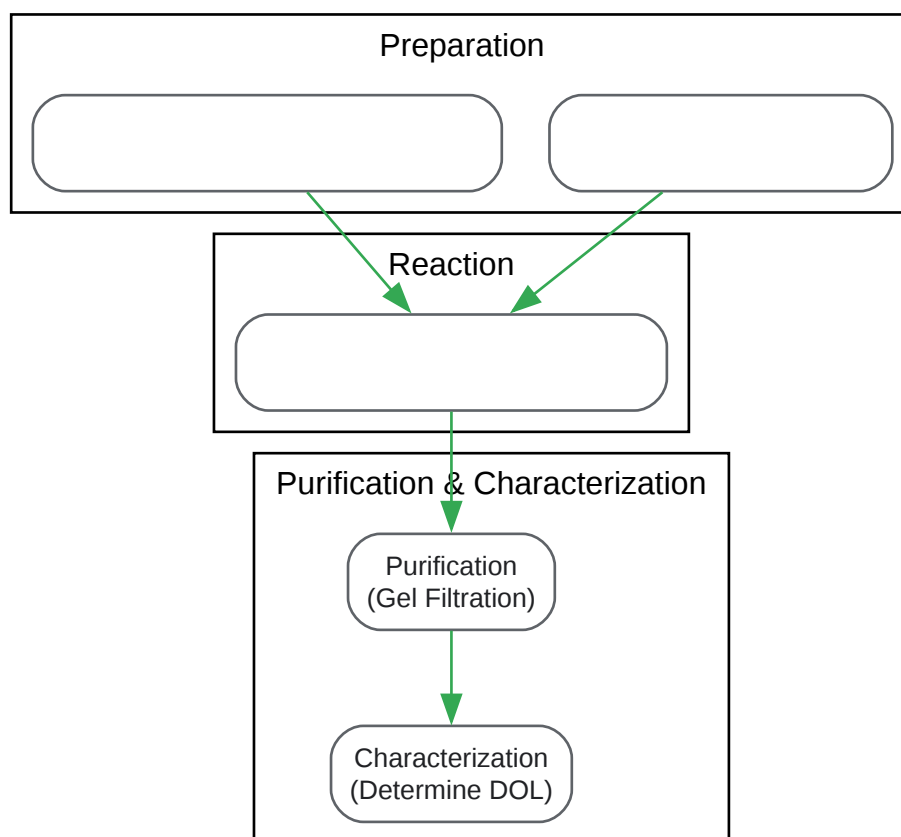 Preparation
Reaction
Purification & Characterization
Purification
(Gel Filtration)
Characterization
(Determine DOL)